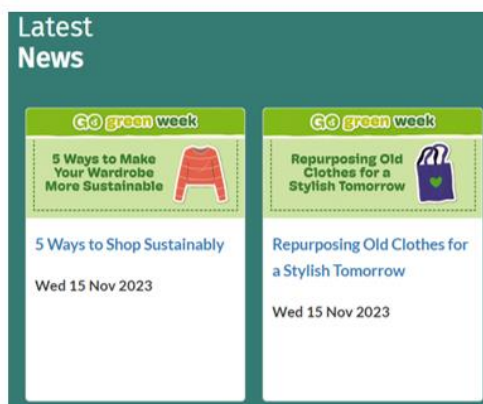 Latest
News
Go green week
5 Ways to Make
Your Wardrobe
More Sustainable
5 Ways to Shop Sustainably
Wed 15 Nov 2023
Go green week
Repurposing Old
Clothes for a
Stylish Tomorrow
Repurposing Old Clothes for
a Stylish Tomorrow
Wed 15 Nov 2023